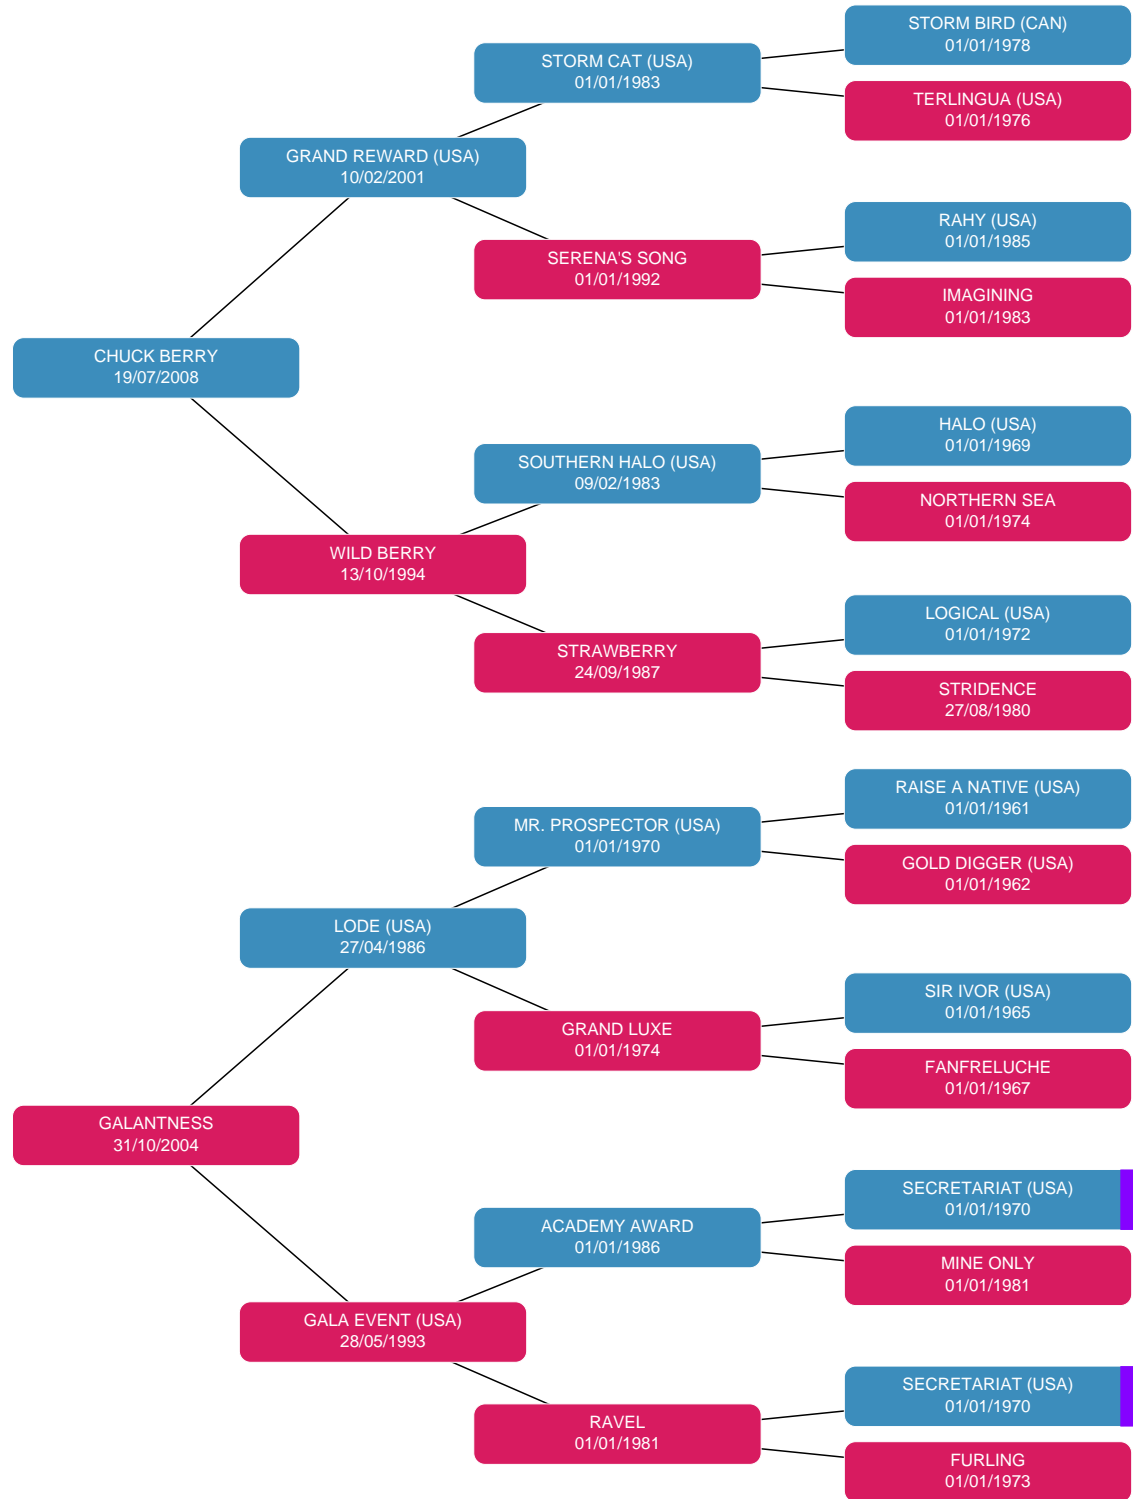 STORM BIRD (CAN)
01/01/1978
STORM CAT (USA)
01/01/1983
TERLINGUA (USA)
01/01/1976
GRAND REWARD (USA)
10/02/2001
RAHY (USA)
01/01/1985
SERENA'S SONG
01/01/1992
IMAGINING
01/01/1983
CHUCK BERRY
19/07/2008
HALO (USA)
01/01/1969
SOUTHERN HALO (USA)
09/02/1983
NORTHERN SEA
01/01/1974
WILD BERRY
13/10/1994
LOGICAL (USA)
01/01/1972
STRAWBERRY
24/09/1987
STRIDENCE
27/08/1980
RAISE A NATIVE (USA)
01/01/1961
MR. PROSPECTOR (USA)
01/01/1970
GOLD DIGGER (USA)
01/01/1962
LODE (USA)
27/04/1986
SIR IVOR (USA)
01/01/1965
GRAND LUXE
01/01/1974
FANFRELUCHE
01/01/1967
GALANTNESS
31/10/2004
SECRETARIAT (USA)
01/01/1970
ACADEMY AWARD
01/01/1986
MINE ONLY
01/01/1981
GALA EVENT (USA)
28/05/1993
SECRETARIAT (USA)
01/01/1970
RAVEL
01/01/1981
FURLING
01/01/1973